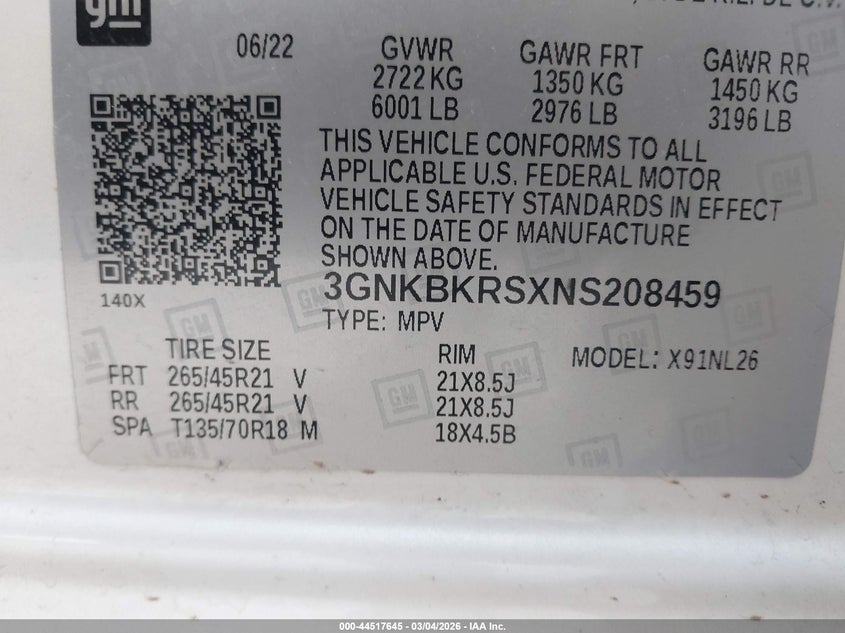 gm
DE C.V.
06/22 GVWR GAWR FRT GAWR RR
2722 KG 1350 KG 1450 KG
6001 LB 2976 LB 3196 LB
THIS VEHICLE CONFORMS TO ALL
APPLICABLE U.S. FEDERAL MOTOR
VEHICLE SAFETY STANDARDS IN EFFECT
ON THE DATE OF MANUFACTURE
SHOWN ABOVE.
140X
3GNKBKRSXNS208459
TYPE: MPV
TIRE SIZE RIM MODEL: X91NL26
FRT 265/45R21 V 21X8.5J
RR 265/45R21 V 21X8.5J
SPA T135/70R18 M 18X4.5B
000-44517645 - 03/04/2026 - IAA Inc.